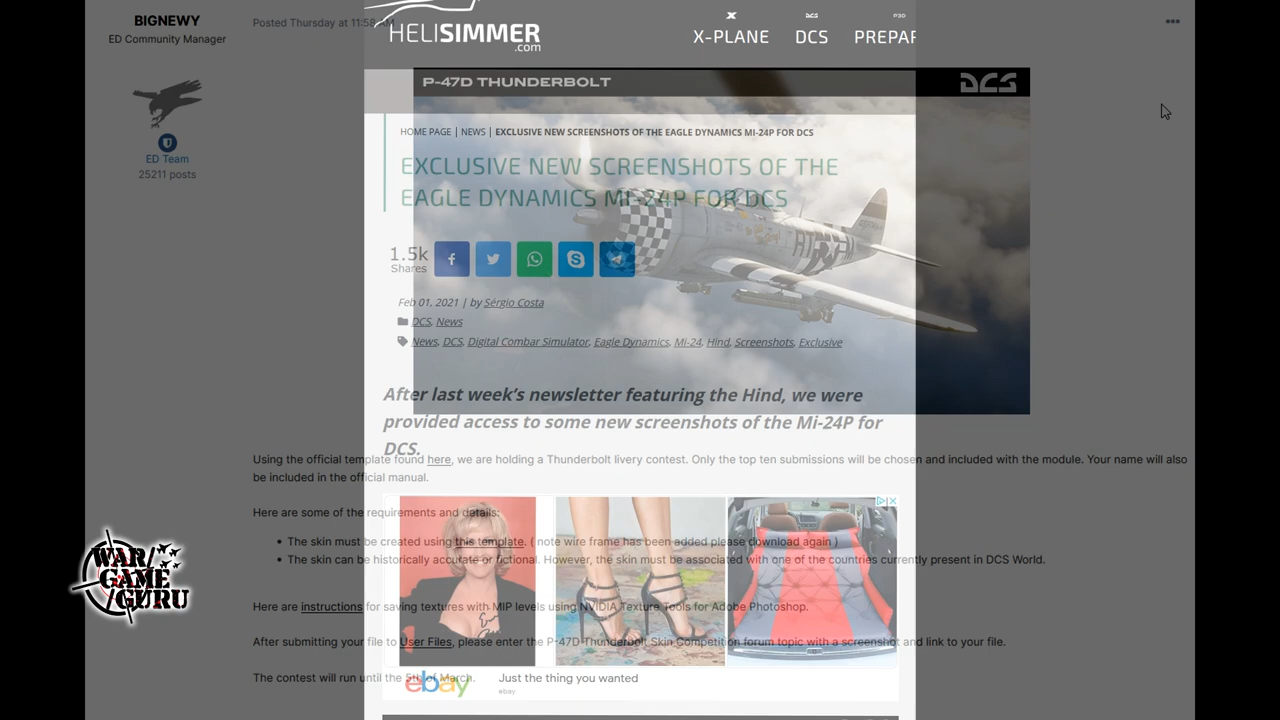 BIGNEWY
ED Community Manager
Posted Thursday at 11:58 AM
ED Team
25211 posts
HELISIMMER
.com
X-PLANE DCS PREPAR
P3D
P-47D THUNDERBOLT
DCS
HOME PAGE | NEWS | EXCLUSIVE NEW SCREENSHOTS OF THE EAGLE DYNAMICS MI-24P FOR DCS
EXCLUSIVE NEW SCREENSHOTS OF THE
EAGLE DYNAMICS MI-24P FOR DCS
1.5k
Shares
Feb 01, 2021 | by Sérgio Costa
DCS, News
News, DCS, Digital Combar Simulator, Eagle Dynamics, Mi-24, Hind, Screenshots, Exclusive
After last week's newsletter featuring the Hind, we were
provided access to some new screenshots of the Mi-24P for
DCS.
Using the official template found here, we are holding a Thunderbolt livery contest. Only the top ten submissions will be chosen and included with the module. Your name will also
be included in the official manual.
Here are some of the requirements and details:
• The skin must be created using this template. ( note wire frame has been added please download again )
• The skin can be historically accurate or fictional. However, the skin must be associated with one of the countries currently present in DCS World.
Here are instructions for saving textures with MIP levels using NVIDIA Texture Tools for Adobe Photoshop.
After submitting your file to User Files, please enter the P-47D Thunderbolt Skin Competition forum topic with a screenshot and link to your file.
The contest will run until the 5th of March.
ebay
Just the thing you wanted
ebay
WAR
GAME
GURU